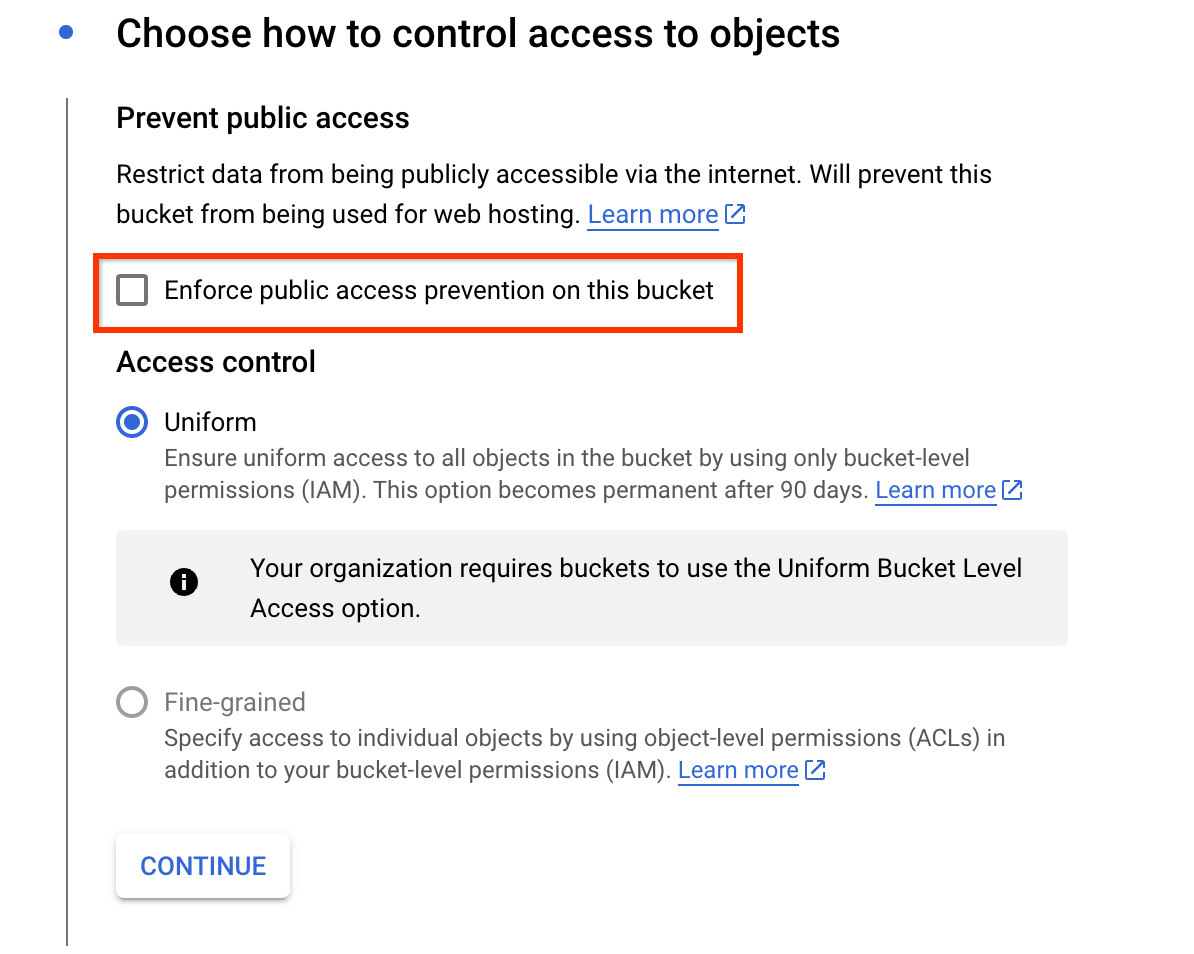 Choose how to control access to objects
Prevent public access
Restrict data from being publicly accessible via the internet. Will prevent this
bucket from being used for web hosting. Learn more
Enforce public access prevention on this bucket
Access control
Uniform
Ensure uniform access to all objects in the bucket by using only bucket-level
permissions (IAM). This option becomes permanent after 90 days. Learn more
Your organization requires buckets to use the Uniform Bucket Level
Access option.
Fine-grained
Specify access to individual objects by using object-level permissions (ACLs) in
addition to your bucket-level permissions (IAM). Learn more
CONTINUE